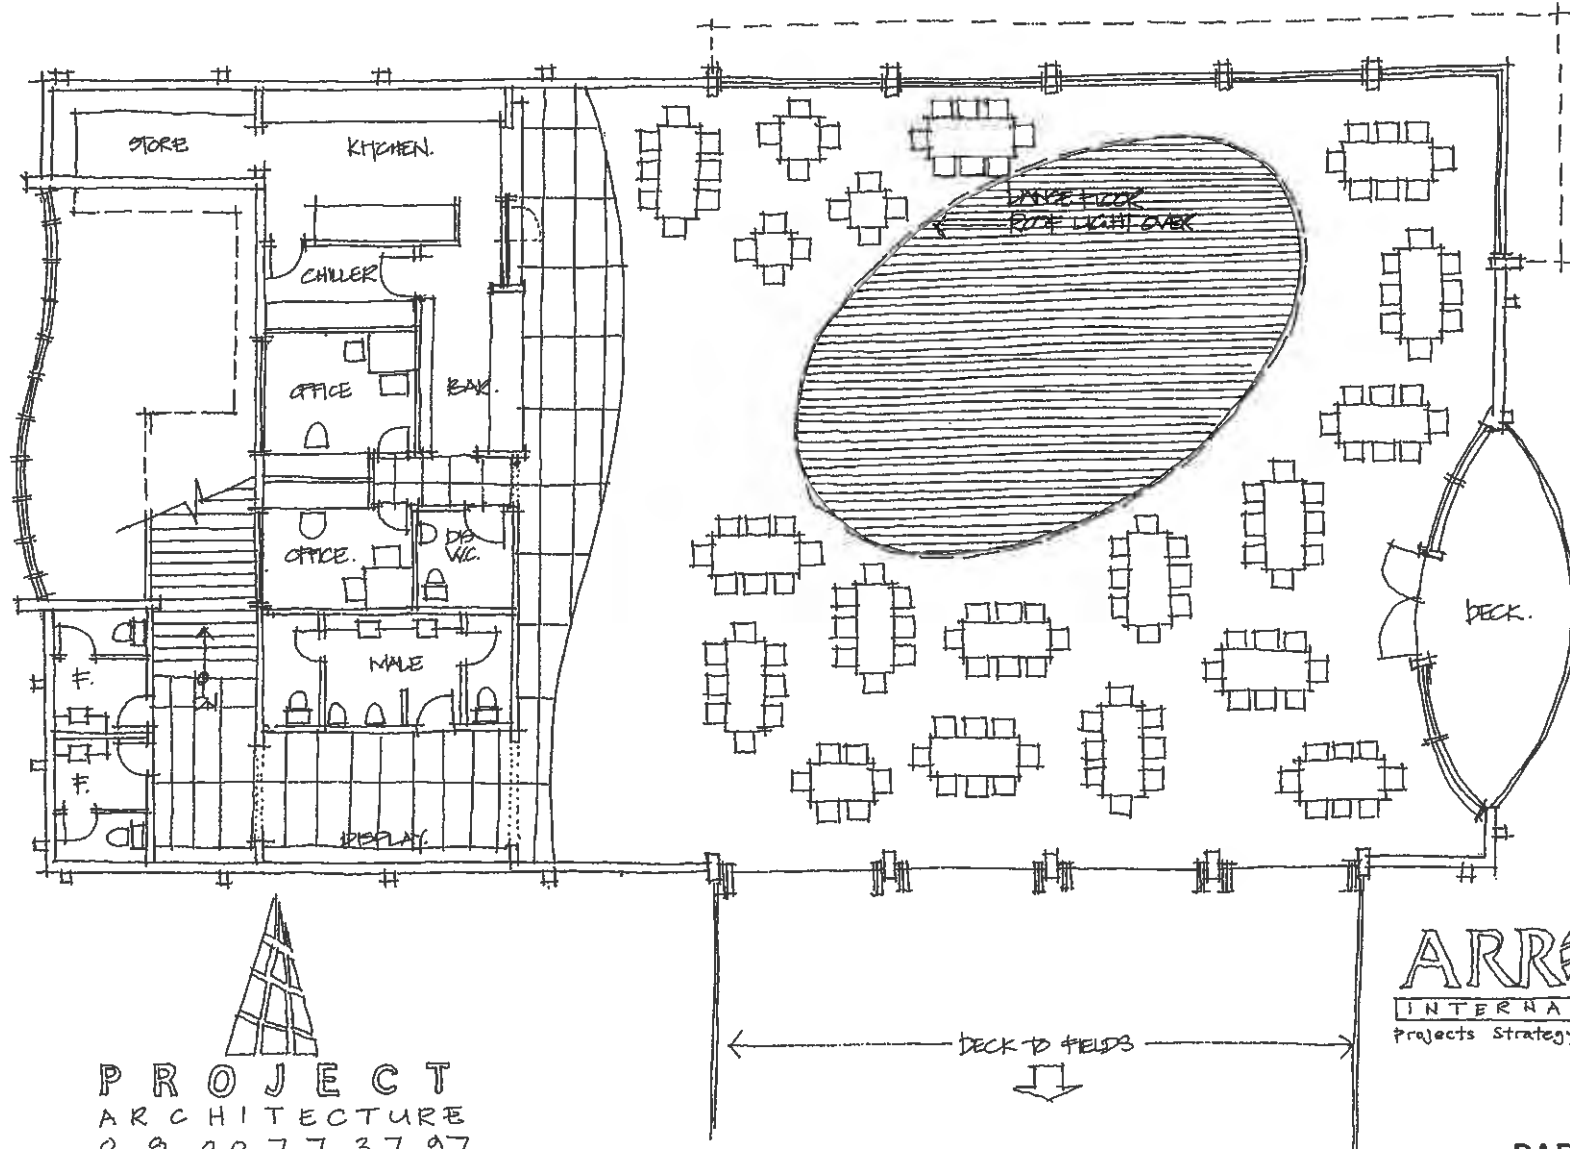 STORE
KITCHEN.
DANCE FLOOR
ROOF LIGHT OVER
CHILLER
OFFICE
BAR.
OFFICE.
DIS
W.C.
MALE
F.
F.
DECK.
DISPLAY.
DECK TO FIELDS
PROJECT
ARCHITECTURE
ARRO
INTERNA
Projects Strategy